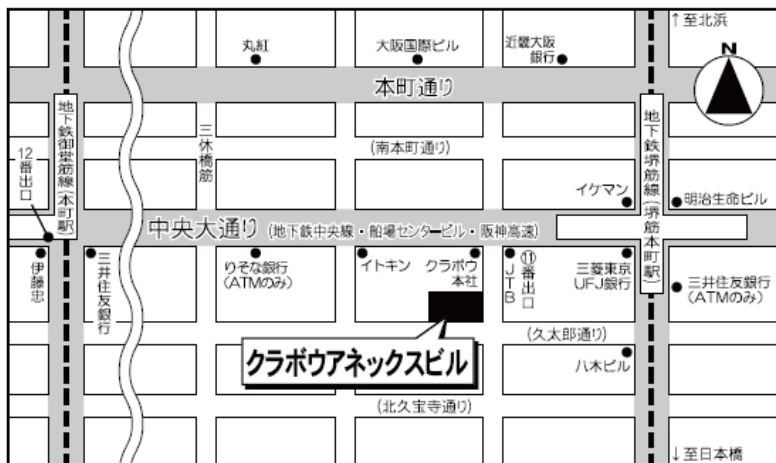 ↑至北浜
丸紅
大阪国際ビル
近畿大阪
銀行
N
本町通り
地下鉄御堂筋線(本町駅)
三休橋筋
(南本町通り)
地下鉄堺筋線(堺筋本町駅)
12
番出口
イケマン
明治生命ビル
中央大通り(地下鉄中央線・船場センタービル・阪神高速)
伊藤忠
三井住友銀行
りそな銀行
(ATMのみ)
イトキン
クラボウ
本社
JTB
⑪番出口
三菱東京
UFJ銀行
三井住友銀行
(ATMのみ)
(久太郎通り)
クラボウアネックスビル
八木ビル
(北久宝寺通り)
↓至日本橋